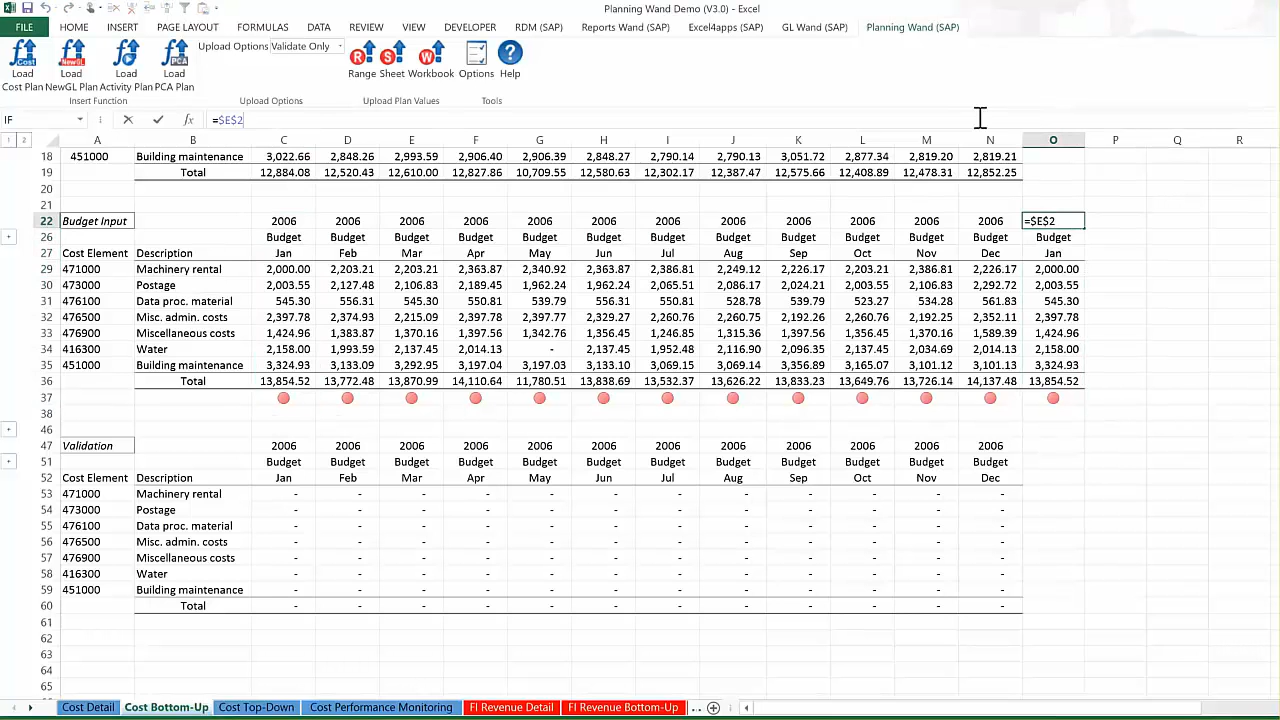 Planning Wand Demo (V3.0) - Excel
FILE HOME INSERT PAGE LAYOUT FORMULAS DATA REVIEW VIEW DEVELOPER RDM (SAP) Reports Wand (SAP) Excel4apps (SAP) GL Wand (SAP) Planning Wand (SAP)
Upload Options Validate Only
Load Load Load Load Range Sheet Workbook Options Help
Cost Plan NewGL Plan Activity Plan PCA Plan
Insert Function Upload Options Upload Plan Values Tools
IF fx =$E$2
1 2 A B C D E F G H I J K L M N O P Q R
18 451000 Building maintenance 3,022.66 2,848.26 2,993.59 2,906.40 2,906.39 2,848.27 2,790.14 2,790.13 3,051.72 2,877.34 2,819.20 2,819.21
19 Total 12,884.08 12,520.43 12,610.00 12,827.86 10,709.55 12,580.63 12,302.17 12,387.47 12,575.66 12,408.89 12,478.31 12,852.25
20
21
22 Budget Input 2006 2006 2006 2006 2006 2006 2006 2006 2006 2006 2006 2006 =$E$2
26 Budget Budget Budget Budget Budget Budget Budget Budget Budget Budget Budget Budget Budget
27 Cost Element Description Jan Feb Mar Apr May Jun Jul Aug Sep Oct Nov Dec Jan
29 471000 Machinery rental 2,000.00 2,203.21 2,203.21 2,363.87 2,340.92 2,363.87 2,386.81 2,249.12 2,226.17 2,203.21 2,386.81 2,226.17 2,000.00
30 473000 Postage 2,003.55 2,127.48 2,106.83 2,189.45 1,962.24 1,962.24 2,065.51 2,086.17 2,024.21 2,003.55 2,106.83 2,292.72 2,003.55
31 476100 Data proc. material 545.30 556.31 545.30 550.81 539.79 556.31 550.81 528.78 539.79 523.27 534.28 561.83 545.30
32 476500 Misc. admin. costs 2,397.78 2,374.93 2,215.09 2,397.78 2,397.77 2,329.27 2,260.76 2,260.75 2,192.26 2,260.76 2,192.25 2,352.11 2,397.78
33 476900 Miscellaneous costs 1,424.96 1,383.87 1,370.16 1,397.56 1,342.76 1,356.45 1,246.85 1,315.36 1,397.56 1,356.45 1,370.16 1,589.39 1,424.96
34 416300 Water 2,158.00 1,993.59 2,137.45 2,014.13 - 2,137.45 1,952.48 2,116.90 2,096.35 2,137.45 2,034.69 2,014.13 2,158.00
35 451000 Building maintenance 3,324.93 3,133.09 3,292.95 3,197.04 3,197.03 3,133.10 3,069.15 3,069.14 3,356.89 3,165.07 3,101.12 3,101.13 3,324.93
36 Total 13,854.52 13,772.48 13,870.99 14,110.64 11,780.51 13,838.69 13,532.37 13,626.22 13,833.23 13,649.76 13,726.14 14,137.48 13,854.52
37
38
46
47 Validation 2006 2006 2006 2006 2006 2006 2006 2006 2006 2006 2006 2006
51 Budget Budget Budget Budget Budget Budget Budget Budget Budget Budget Budget Budget
52 Cost Element Description Jan Feb Mar Apr May Jun Jul Aug Sep Oct Nov Dec
53 471000 Machinery rental - - - - - - - - - - - -
54 473000 Postage - - - - - - - - - - - -
55 476100 Data proc. material - - - - - - - - - - - -
56 476500 Misc. admin. costs - - - - - - - - - - - -
57 476900 Miscellaneous costs - - - - - - - - - - - -
58 416300 Water - - - - - - - - - - - -
59 451000 Building maintenance - - - - - - - - - - - -
60 Total - - - - - - - - - - - -
61
62
63
64
65
Cost Detail Cost Bottom-Up Cost Top-Down Cost Performance Monitoring FI Revenue Detail FI Revenue Bottom-Up ...